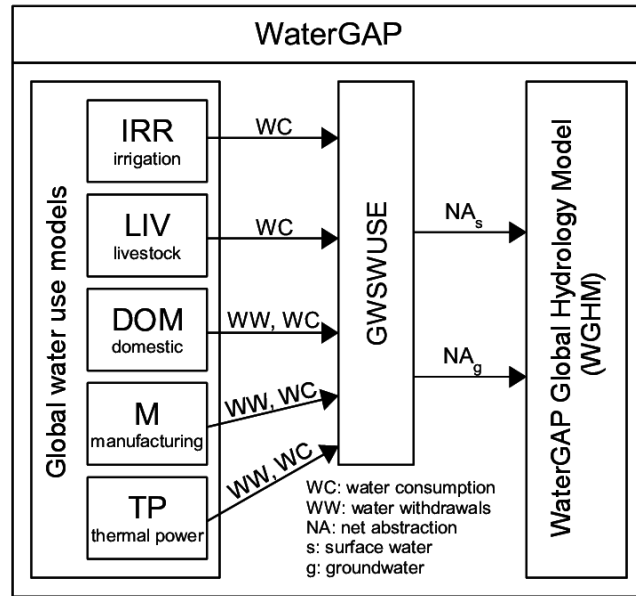 WaterGAP
Global water use models
IRR
irrigation
WC
LIV
livestock
WC
DOM
domestic
WW, WC
M
manufacturing
WW, WC
TP
thermal power
WW, WC
GWSWUSE
NAs
NAg
WaterGAP Global Hydrology Model
(WGHM)
WC: water consumption
WW: water withdrawals
NA: net abstraction
s: surface water
g: groundwater